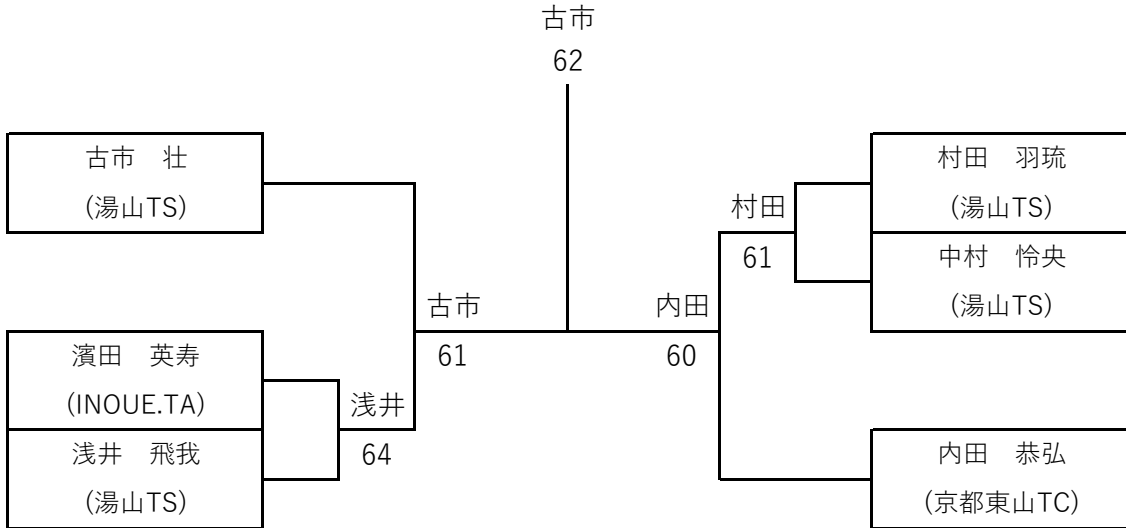 古市
62
古市　壮
(湯山TS)
村田　羽琉
(湯山TS)
村田
61
中村　怜央
(湯山TS)
古市
61
内田
60
濱田　英寿
(INOUE.TA)
浅井
64
浅井　飛我
(湯山TS)
内田　恭弘
(京都東山TC)